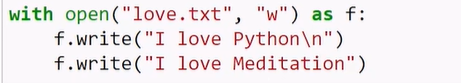 with open("love.txt", "w") as f:
    f.write("I love Python\n")
    f.write("I love Meditation")